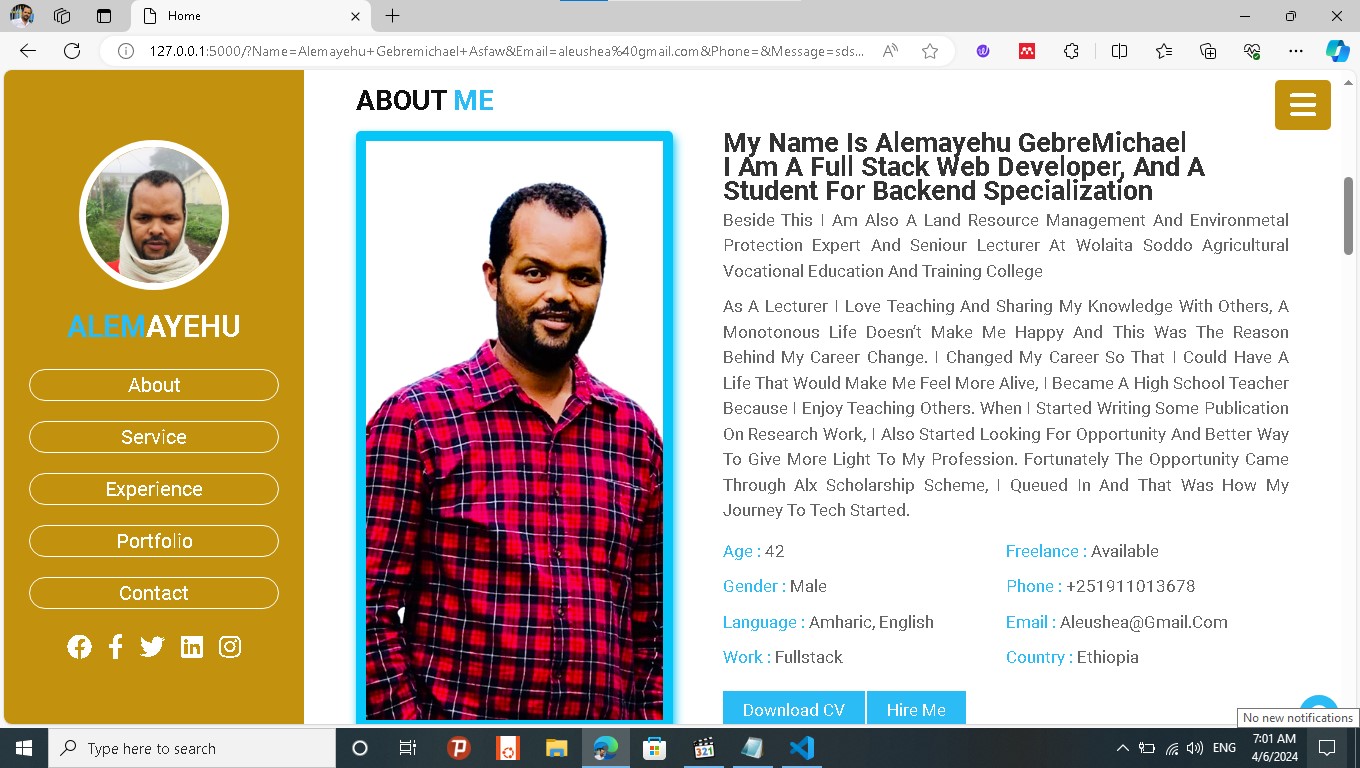 Home
127.0.0.1:5000/?Name=Alemayehu+Gebremichael+Asfaw&Email=aleushea%40gmail.com&Phone=&Message=sds...
ALEMAYEHU
About
Service
Experience
Portfolio
Contact
ABOUT ME
My Name Is Alemayehu GebreMichael
I Am A Full Stack Web Developer, And A
Student For Backend Specialization
Beside This I Am Also A Land Resource Management And Environmetal
Protection Expert And Seniour Lecturer At Wolaita Soddo Agricultural
Vocational Education And Training College
As A Lecturer I Love Teaching And Sharing My Knowledge With Others, A
Monotonous Life Doesn't Make Me Happy And This Was The Reason
Behind My Career Change. I Changed My Career So That I Could Have A
Life That Would Make Me Feel More Alive, I Became A High School Teacher
Because I Enjoy Teaching Others. When I Started Writing Some Publication
On Research Work, I Also Started Looking For Opportunity And Better Way
To Give More Light To My Profession. Fortunately The Opportunity Came
Through Alx Scholarship Scheme, I Queued In And That Was How My
Journey To Tech Started.
Age : 42
Freelance : Available
Gender : Male
Phone : +251911013678
Language : Amharic, English
Email : Aleushea@Gmail.Com
Work : Fullstack
Country : Ethiopia
Download CV
Hire Me
No new notifications
Type here to search
321
ENG
7:01 AM
4/6/2024